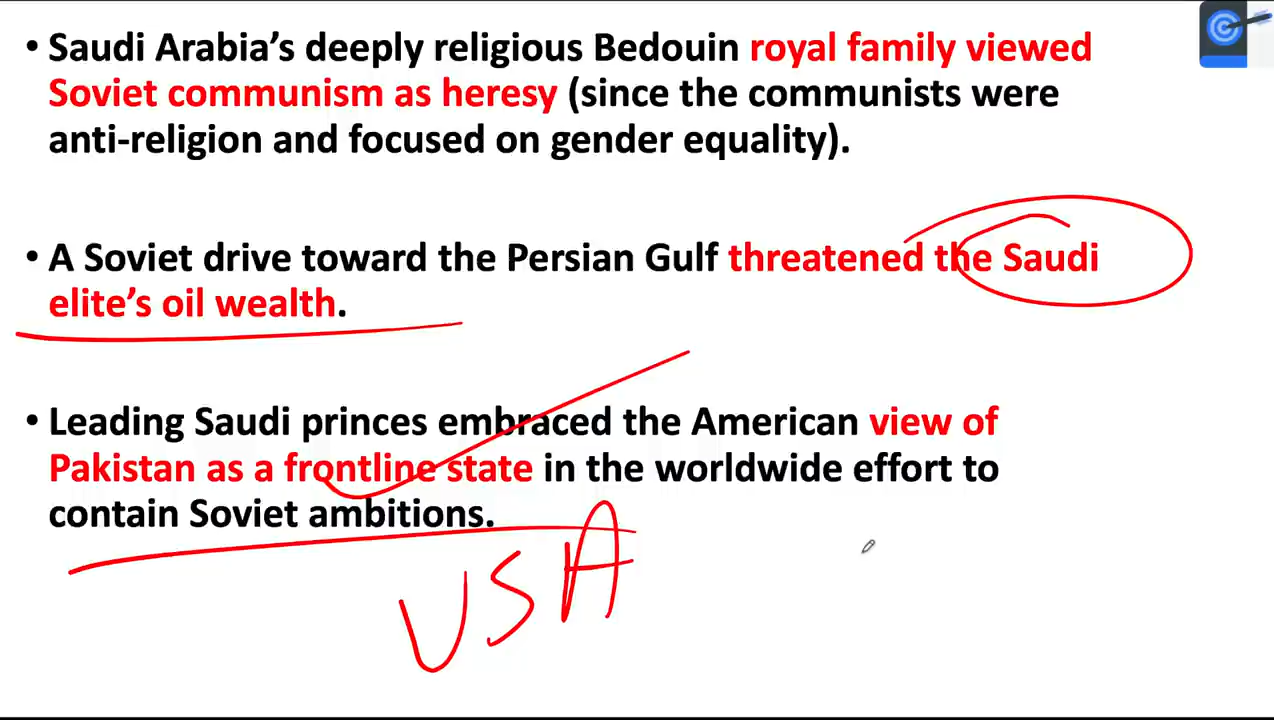 • Saudi Arabia’s deeply religious Bedouin royal family viewed
Soviet communism as heresy (since the communists were
anti-religion and focused on gender equality).
• A Soviet drive toward the Persian Gulf threatened the Saudi
elite’s oil wealth.
• Leading Saudi princes embraced the American view of
Pakistan as a frontline state in the worldwide effort to
contain Soviet ambitions.
USA